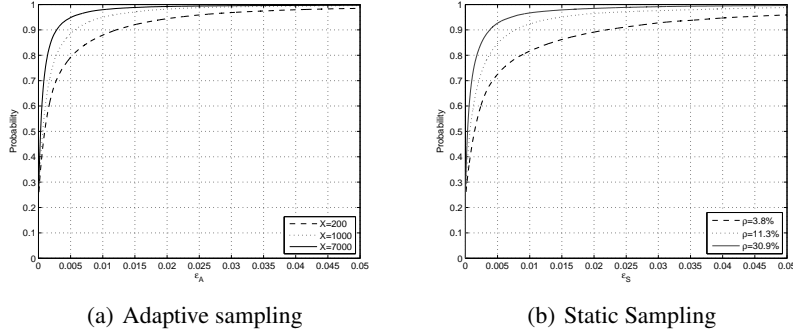 1
0.9
0.8
0.7
0.6
0.5
0.4
0.3
0.2
0.1
0
Probability
0 0.005 0.01 0.015 0.02 0.025 0.03 0.035 0.04 0.045 0.05
ε_A
X=200
X=1000
X=7000
(a) Adaptive sampling
1
0.9
0.8
0.7
0.6
0.5
0.4
0.3
0.2
0.1
0
Probability
0 0.005 0.01 0.015 0.02 0.025 0.03 0.035 0.04 0.045 0.05
ε_S
ρ=3.8%
ρ=11.3%
ρ=30.9%
(b) Static Sampling